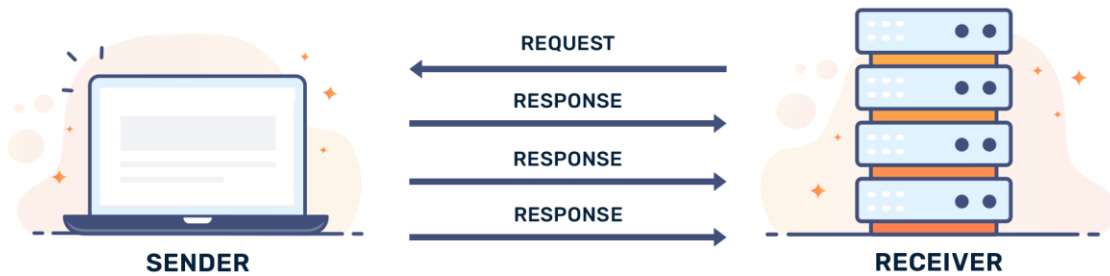 REQUEST
RESPONSE
RESPONSE
RESPONSE
SENDER
RECEIVER